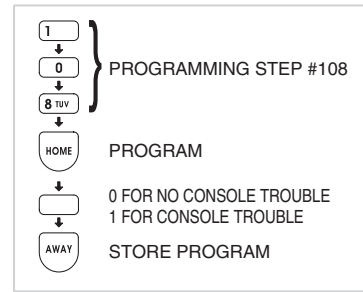 1
0
8 TUV
PROGRAMMING STEP #108
HOME
PROGRAM
0 FOR NO CONSOLE TROUBLE
1 FOR CONSOLE TROUBLE
AWAY
STORE PROGRAM